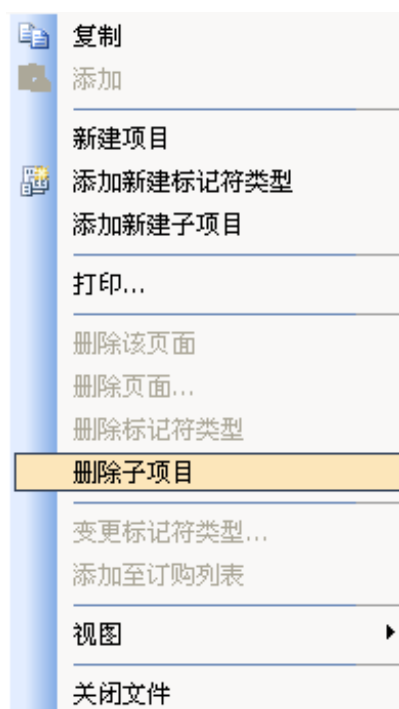 复制
添加
新建项目
添加新建标记符类型
添加新建子项目
打印...
删除该页面
删除页面...
删除标记符类型
删除子项目
变更标记符类型...
添加至订购列表
视图
关闭文件